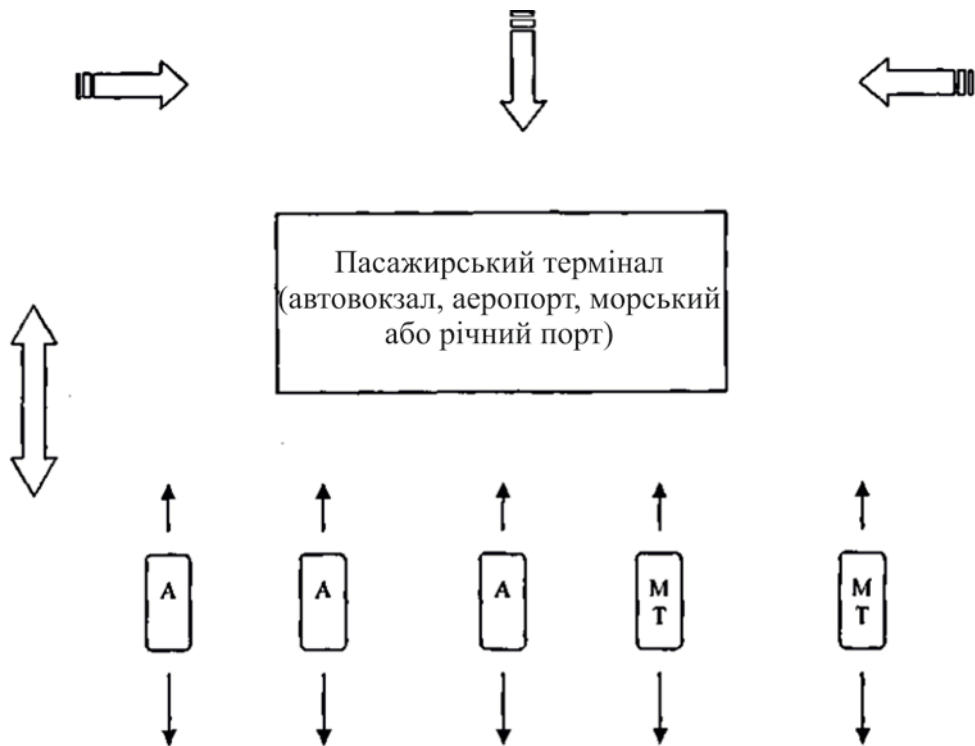 Пасажирський термінал
(автовокзал, аеропорт, морський
або річний порт)
А
А
А
М
Т
М
Т